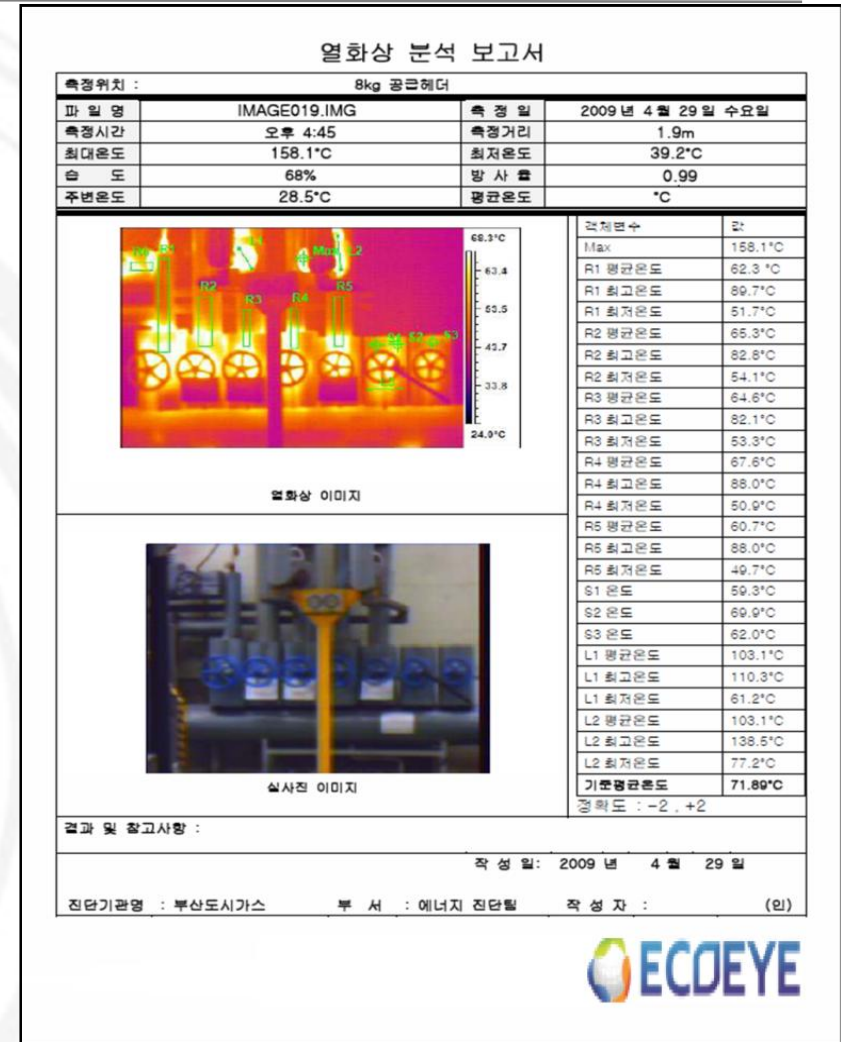 열화상 분석 보고서
측정위치 : 8kg 공급헤더
파 일 명 IMAGE019.IMG 측 정 일 2009 년 4 월 29 일 수요일
측정시간 오후 4:45 측정거리 1.9m
최대온도 158.1°C 최저온도 39.2°C
습 도 68% 방 사 율 0.99
주변온도 28.5°C 평균온도 °C
객체변수 값
Max 158.1°C
R1 평균온도 62.3 °C
R1 최고온도 89.7°C
R1 최저온도 51.7°C
R2 평균온도 65.3°C
R2 최고온도 82.8°C
R2 최저온도 54.1°C
R3 평균온도 64.6°C
R3 최고온도 82.1°C
R3 최저온도 53.3°C
R4 평균온도 67.6°C
R4 최고온도 88.0°C
R4 최저온도 50.9°C
R5 평균온도 60.7°C
R5 최고온도 88.0°C
R5 최저온도 49.7°C
S1 온도 59.3°C
S2 온도 69.9°C
S3 온도 62.0°C
L1 평균온도 103.1°C
L1 최고온도 110.3°C
L1 최저온도 61.2°C
L2 평균온도 103.1°C
L2 최고온도 138.5°C
L2 최저온도 77.2°C
기준평균온도 71.89°C
정확도 : -2 , +2
68.3°C
63.4
45.7
33.8
24.0°C
R1
Max L2
R2 R3 R4 R5
S2 S3
열화상 이미지
실사진 이미지
결과 및 참고사항 :
작 성 일: 2009 년 4 월 29 일
진단기관명 : 부산도시가스 부 서 : 에너지 진단팀 작 성 자 : (인)
ECOEYE